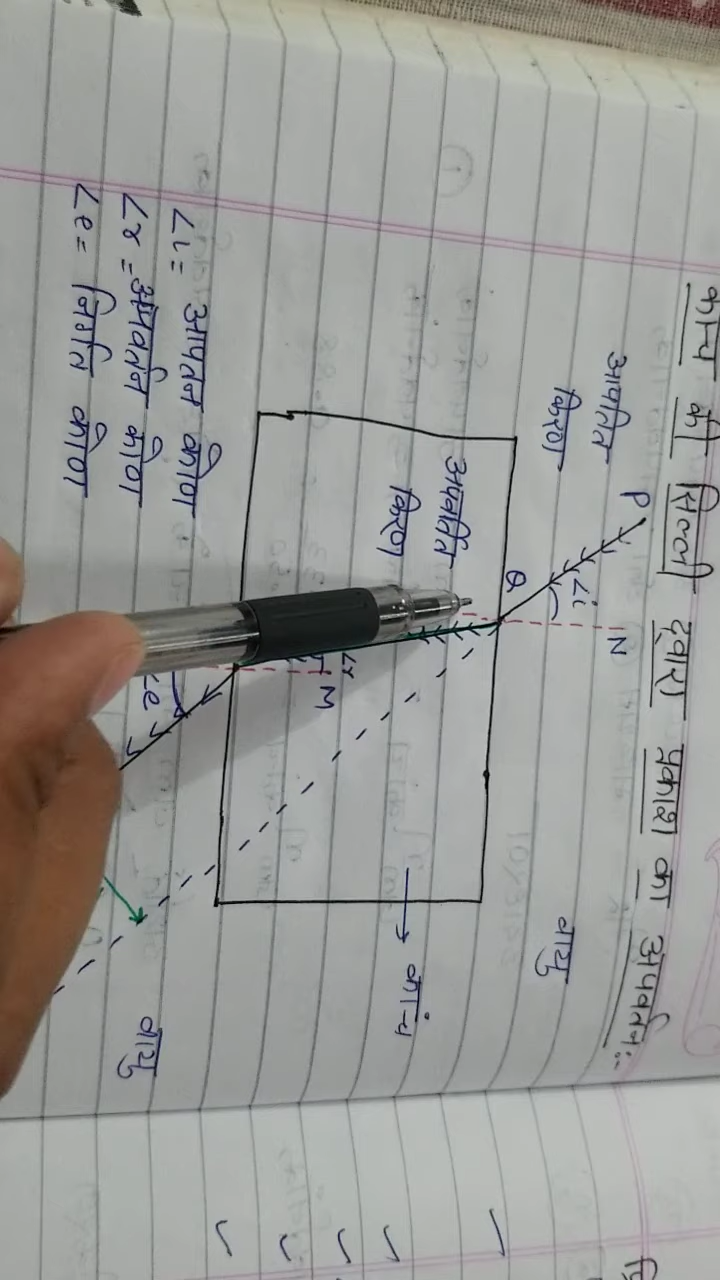 काँच की सिल्ली द्वारा प्रकाश का अपवर्तन:-
आपतित
किरण
P
∠i
N
वायु
Q
अपवर्तित
किरण
∠r
M
काँच
∠e
वायु
∠i = आपतन कोण
∠r = अपवर्तन कोण
∠e = निर्गत कोण